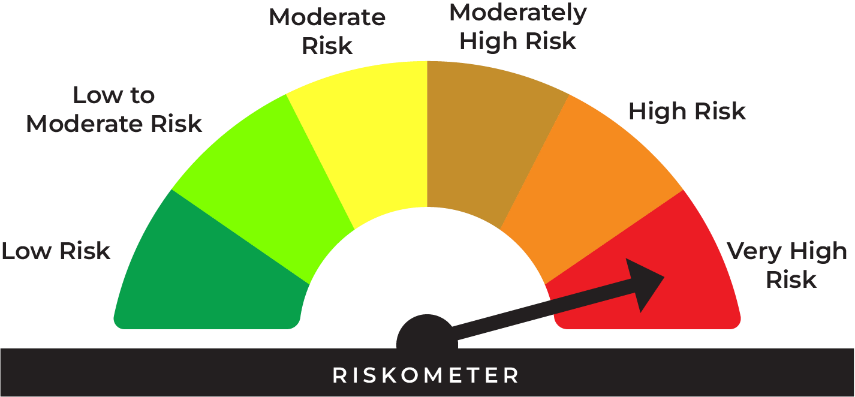 Moderate
Risk
Moderately
High Risk
Low to
Moderate Risk
High Risk
Low Risk
Very High
Risk
RISKOMETER